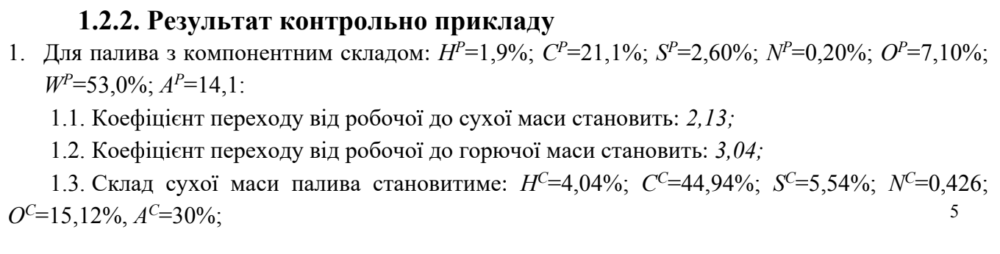 1.2.2. Результат контрольно прикладу
1. Для палива з компонентним складом: H^P=1,9%; C^P=21,1%; S^P=2,60%; N^P=0,20%; O^P=7,10%;
W^P=53,0%; A^P=14,1:
1.1. Коефіцієнт переходу від робочої до сухої маси становить: 2,13;
1.2. Коефіцієнт переходу від робочої до горючої маси становить: 3,04;
1.3. Склад сухої маси палива становитиме: H^C=4,04%; C^C=44,94%; S^C=5,54%; N^C=0,426;
O^C=15,12%, A^C=30%;
5